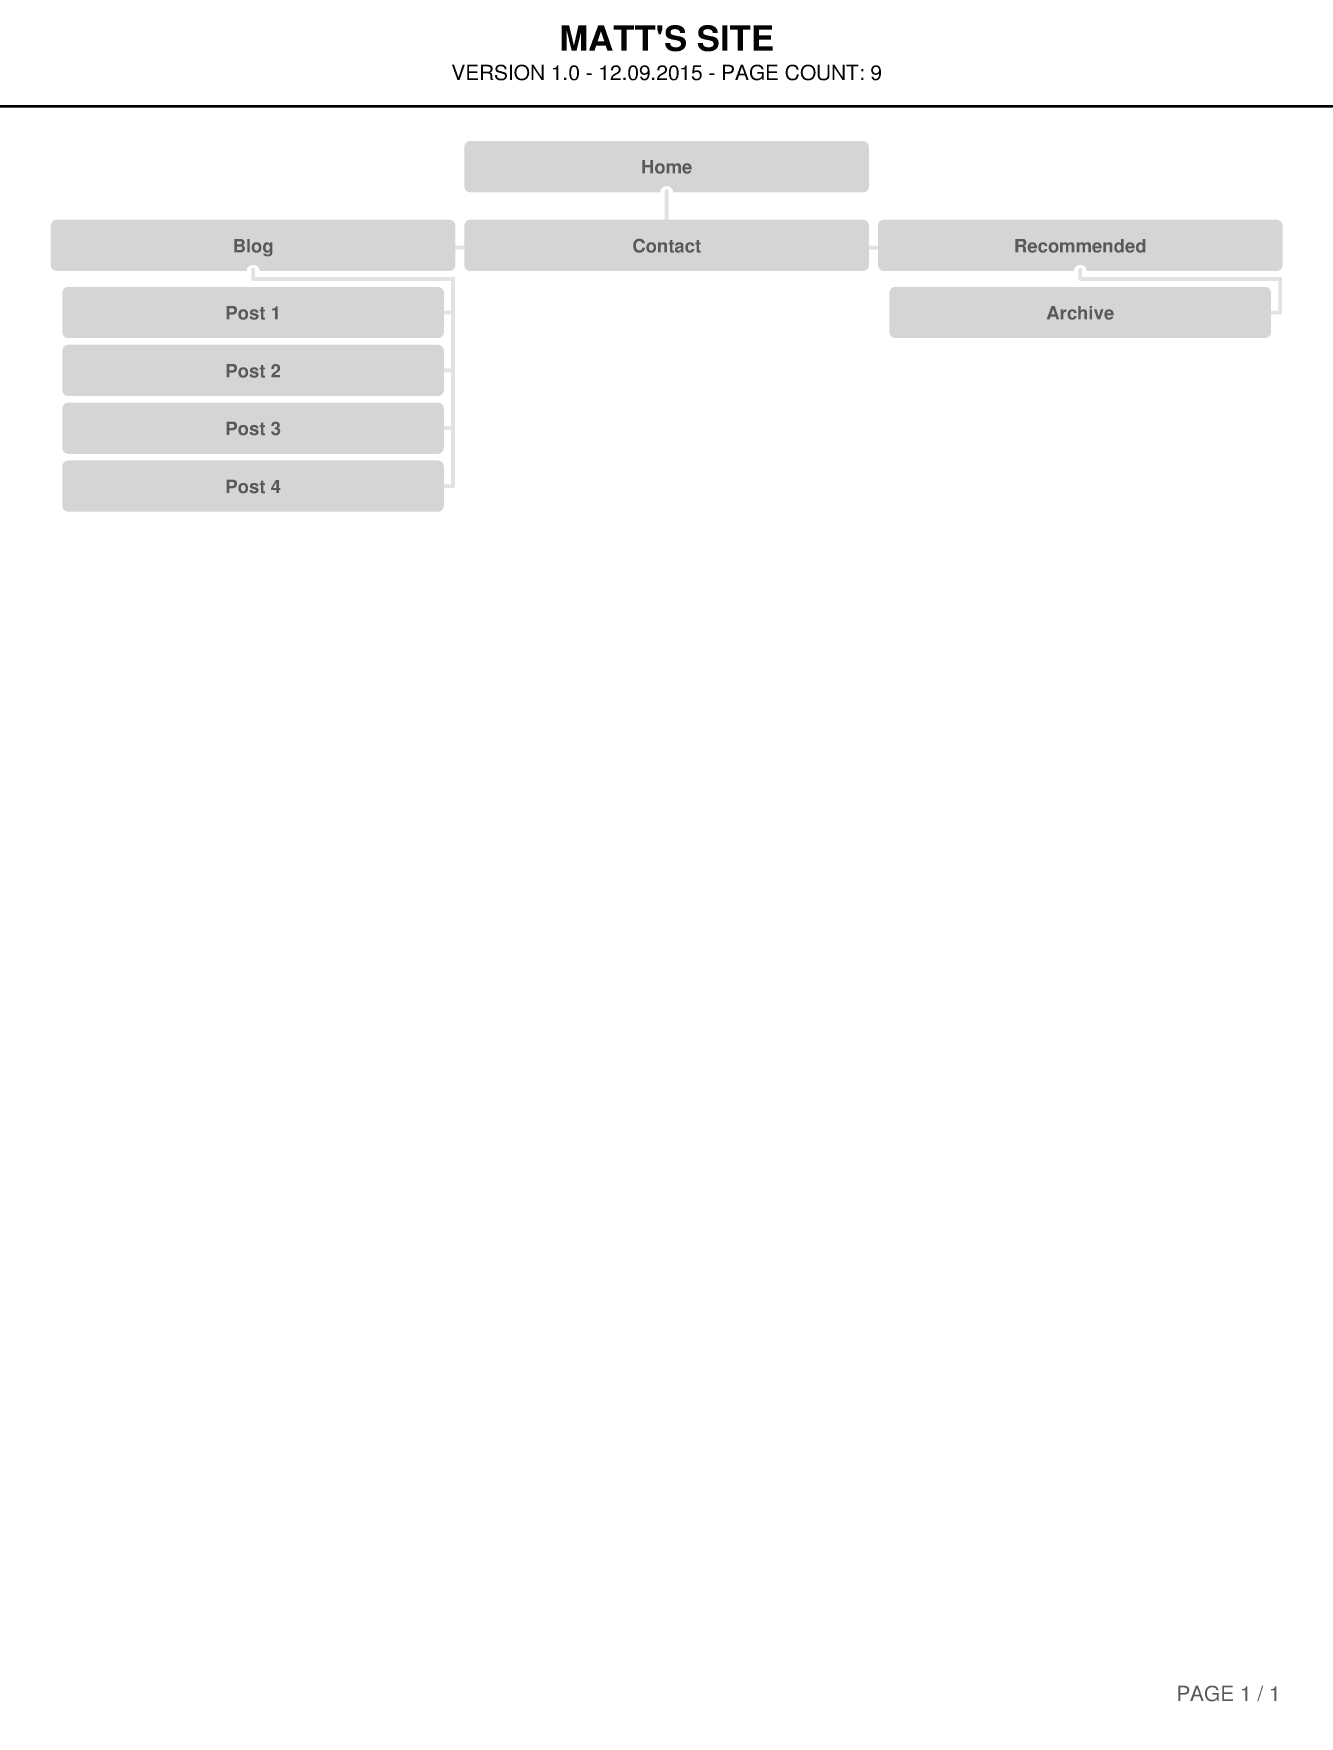 MATT'S SITE
VERSION 1.0 - 12.09.2015 - PAGE COUNT: 9
Home
Blog
Contact
Recommended
Post 1
Archive
Post 2
Post 3
Post 4
PAGE 1 / 1